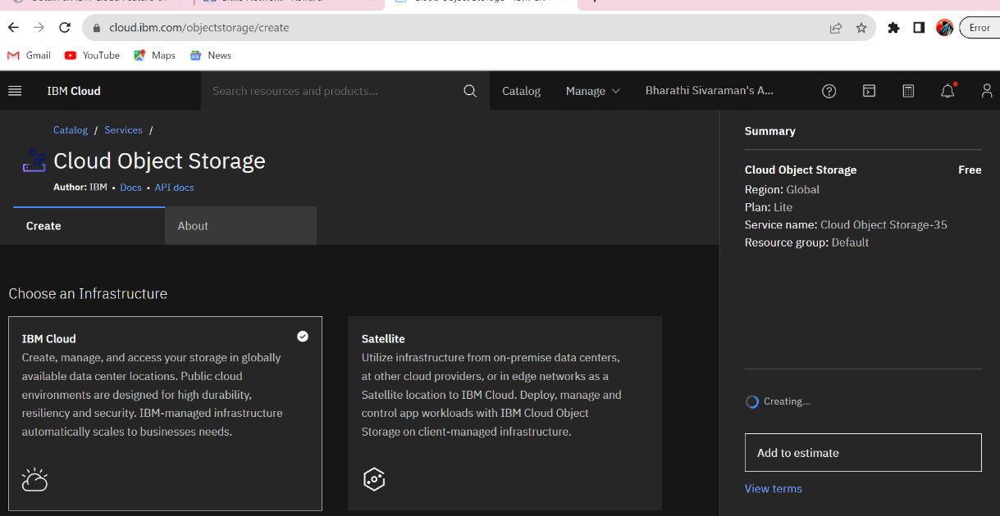 cloud.ibm.com/objectstorage/create
Error
Gmail YouTube Maps News
IBM Cloud
Search resources and products...
Catalog Manage Bharathi Sivaraman's A...
Catalog / Services /
Cloud Object Storage
Author: IBM • Docs • API docs
Create About
Choose an Infrastructure
IBM Cloud
Create, manage, and access your storage in globally
available data center locations. Public cloud
environments are designed for high durability,
resiliency and security. IBM-managed infrastructure
automatically scales to businesses needs.
Satellite
Utilize infrastructure from on-premise data centers,
at other cloud providers, or in edge networks as a
Satellite location to IBM Cloud. Deploy, manage and
control app workloads with IBM Cloud Object
Storage on client-managed infrastructure.
Summary
Cloud Object Storage Free
Region: Global
Plan: Lite
Service name: Cloud Object Storage-35
Resource group: Default
Creating...
Add to estimate
View terms